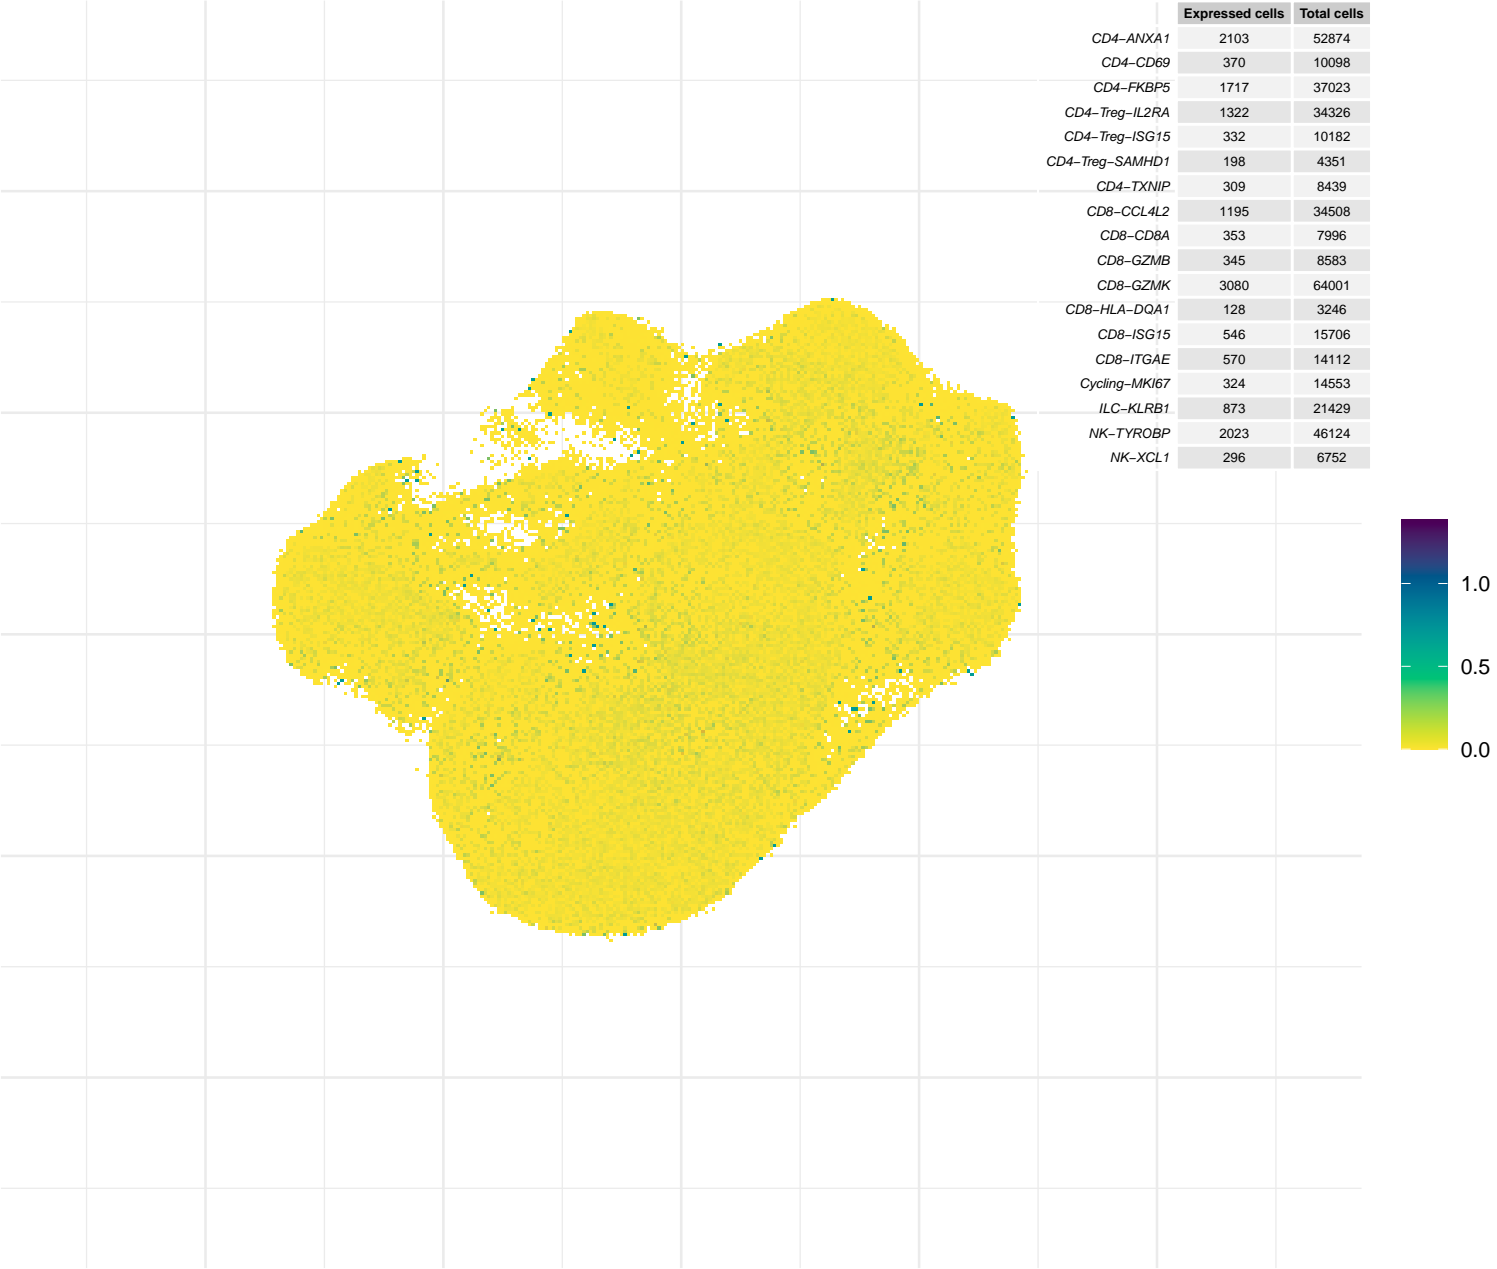 Expressed cells Total cells
CD4−ANXA1 2103 52874
CD4−CD69 370 10098
CD4−FKBP5 1717 37023
CD4−Treg−IL2RA 1322 34326
CD4−Treg−ISG15 332 10182
CD4−Treg−SAMHD1 198 4351
CD4−TXNIP 309 8439
CD8−CCL4L2 1195 34508
CD8−CD8A 353 7996
CD8−GZMB 345 8583
CD8−GZMK 3080 64001
CD8−HLA−DQA1 128 3246
CD8−ISG15 546 15706
CD8−ITGAE 570 14112
Cycling−MKI67 324 14553
ILC−KLRB1 873 21429
NK−TYROBP 2023 46124
NK−XCL1 296 6752
1.0
0.5
0.0